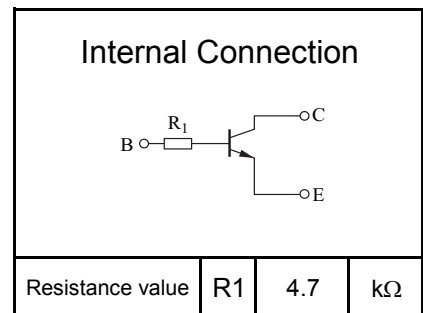 Internal Connection
C
R1
B
E
Resistance value R1 4.7 kΩ